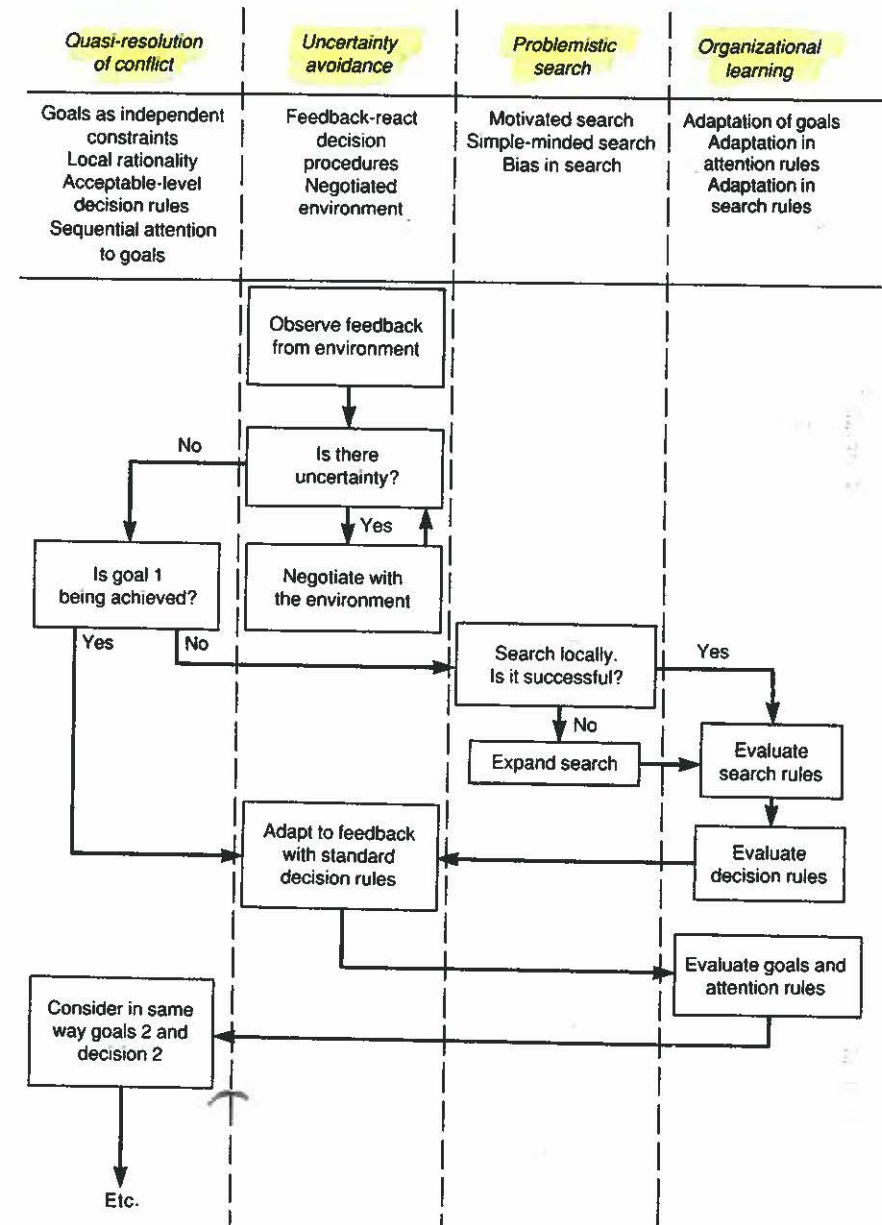 Quasi-resolution
of conflict
Uncertainty
avoidance
Problemistic
search
Organizational
learning
Goals as independent
constraints
Local rationality
Acceptable-level
decision rules
Sequential attention
to goals
Feedback-react
decision
procedures
Negotiated
environment
Motivated search
Simple-minded search
Bias in search
Adaptation of goals
Adaptation in
attention rules
Adaptation in
search rules
Observe feedback
from environment
No
Is there
uncertainty?
Yes
Is goal 1
being achieved?
Negotiate with
the environment
Yes
No
Search locally.
Is it successful?
Yes
No
Expand search
Evaluate
search rules
Adapt to feedback
with standard
decision rules
Evaluate
decision rules
Evaluate goals and
attention rules
Consider in same
way goals 2 and
decision 2
Etc.